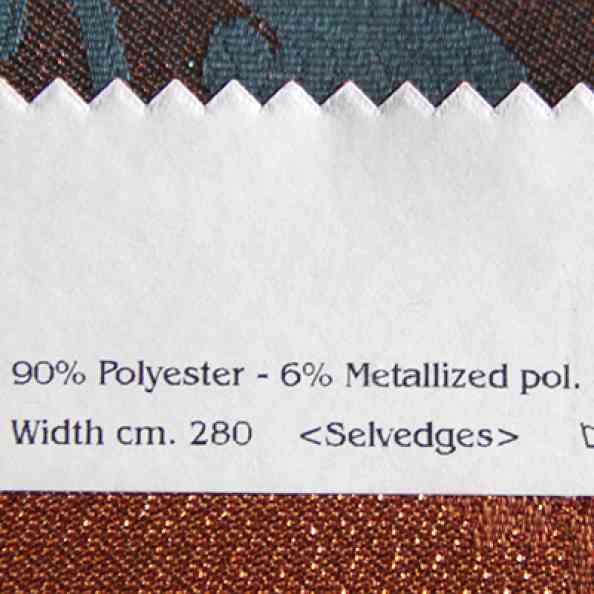 90% Polyester - 6% Metallized pol.
Width cm. 280 <Selvedges>